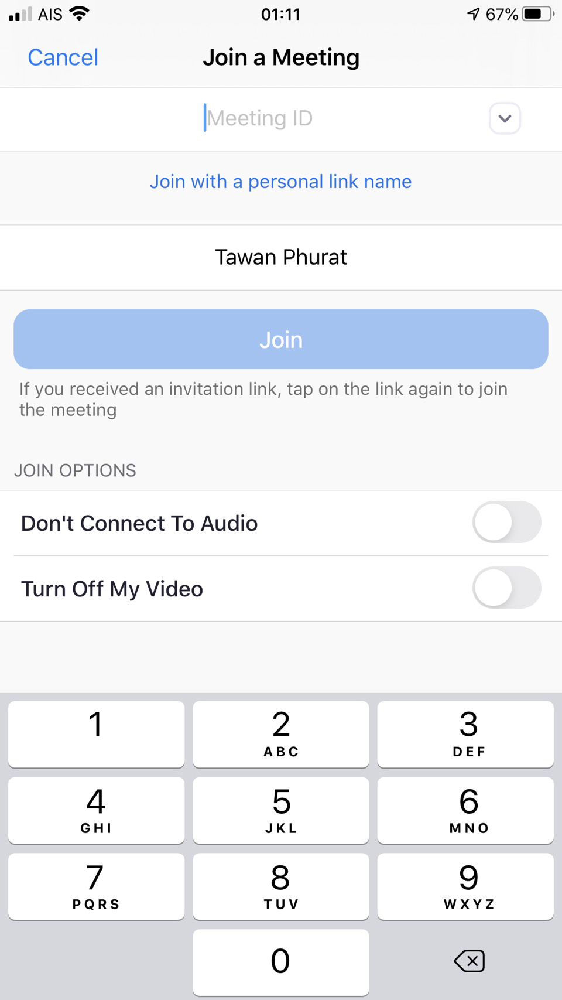 AIS 01:11 67%
Cancel Join a Meeting
Meeting ID
Join with a personal link name
Tawan Phurat
Join
If you received an invitation link, tap on the link again to join
the meeting
JOIN OPTIONS
Don't Connect To Audio
Turn Off My Video
1 2 3
ABC DEF
4 5 6
GHI JKL MNO
7 8 9
PQRS TUV WXYZ
0